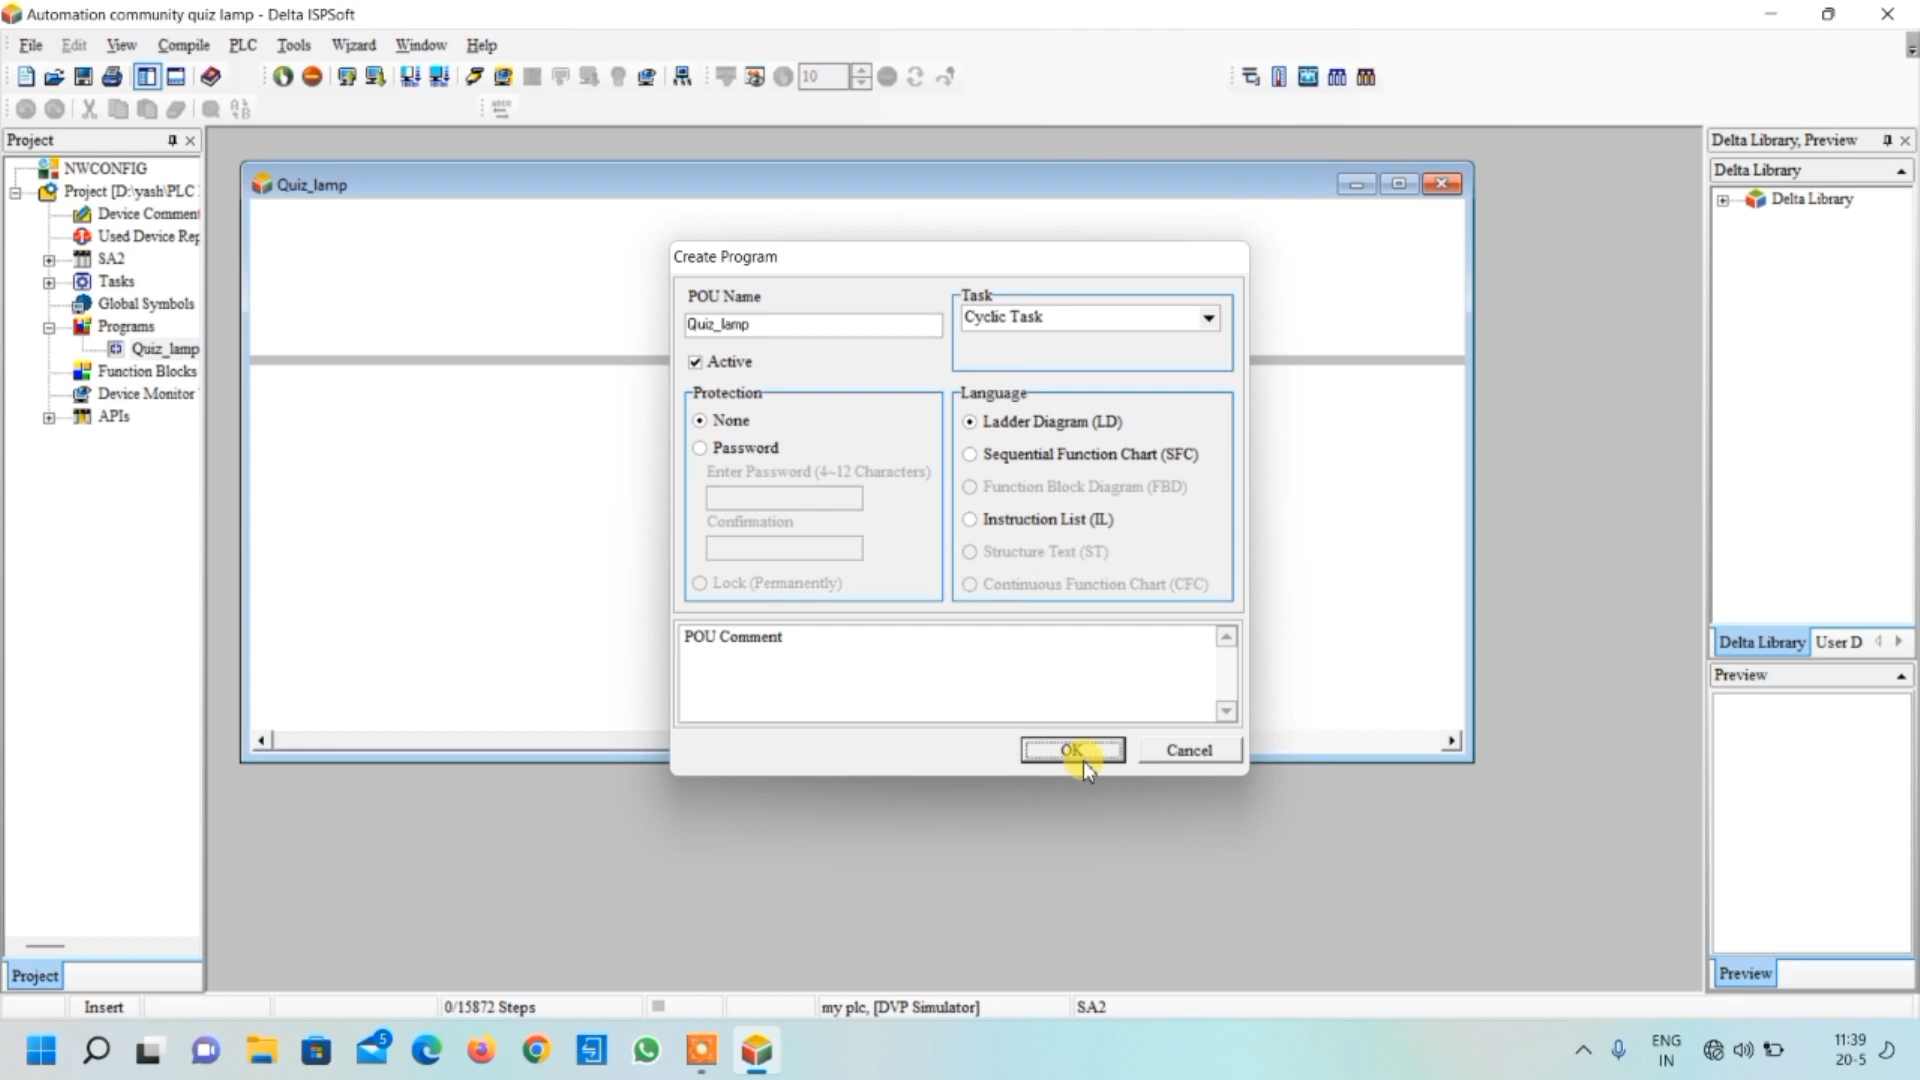 Automation community quiz lamp - Delta ISPSoft
File Edit View Compile PLC Tools Wizard Window Help
10
Project
NWCONFIG
Project [D:\yash\PLC
Device Comment
Used Device Rep
SA2
Tasks
Global Symbols
Programs
Quiz_lamp
Function Blocks
Device Monitor
APIs
Project
Quiz_lamp
Create Program
POU Name
Quiz_lamp
Active
Task
Cyclic Task
Protection
None
Password
Enter Password (4~12 Characters)
Confirmation
Lock (Permanently)
Language
Ladder Diagram (LD)
Sequential Function Chart (SFC)
Function Block Diagram (FBD)
Instruction List (IL)
Structure Text (ST)
Continuous Function Chart (CFC)
POU Comment
OK Cancel
Delta Library, Preview
Delta Library
Delta Library
Delta Library User D
Preview
Preview
Insert 0/15872 Steps my plc, [DVP Simulator] SA2
5
ENG
IN
11:39
20-5